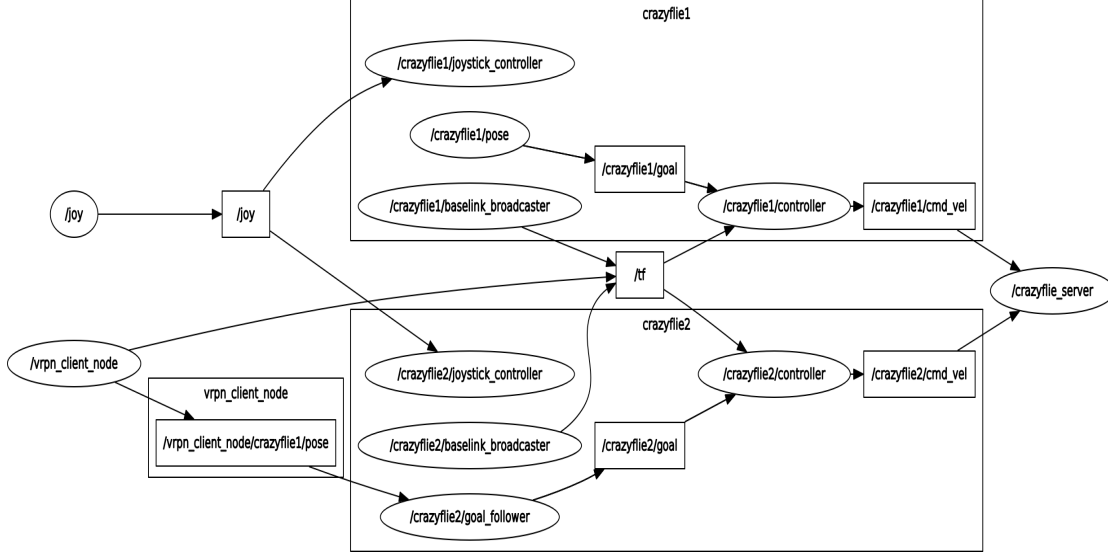 crazyflie1
/crazyflie1/joystick_controller
/crazyflie1/pose
/crazyflie1/goal
/crazyflie1/baselink_broadcaster
/crazyflie1/controller
/crazyflie1/cmd_vel
/joy
/joy
/tf
/crazyflie_server
crazyflie2
/vrpn_client_node
vrpn_client_node
/vrpn_client_node/crazyflie1/pose
/crazyflie2/joystick_controller
/crazyflie2/controller
/crazyflie2/cmd_vel
/crazyflie2/baselink_broadcaster
/crazyflie2/goal
/crazyflie2/goal_follower